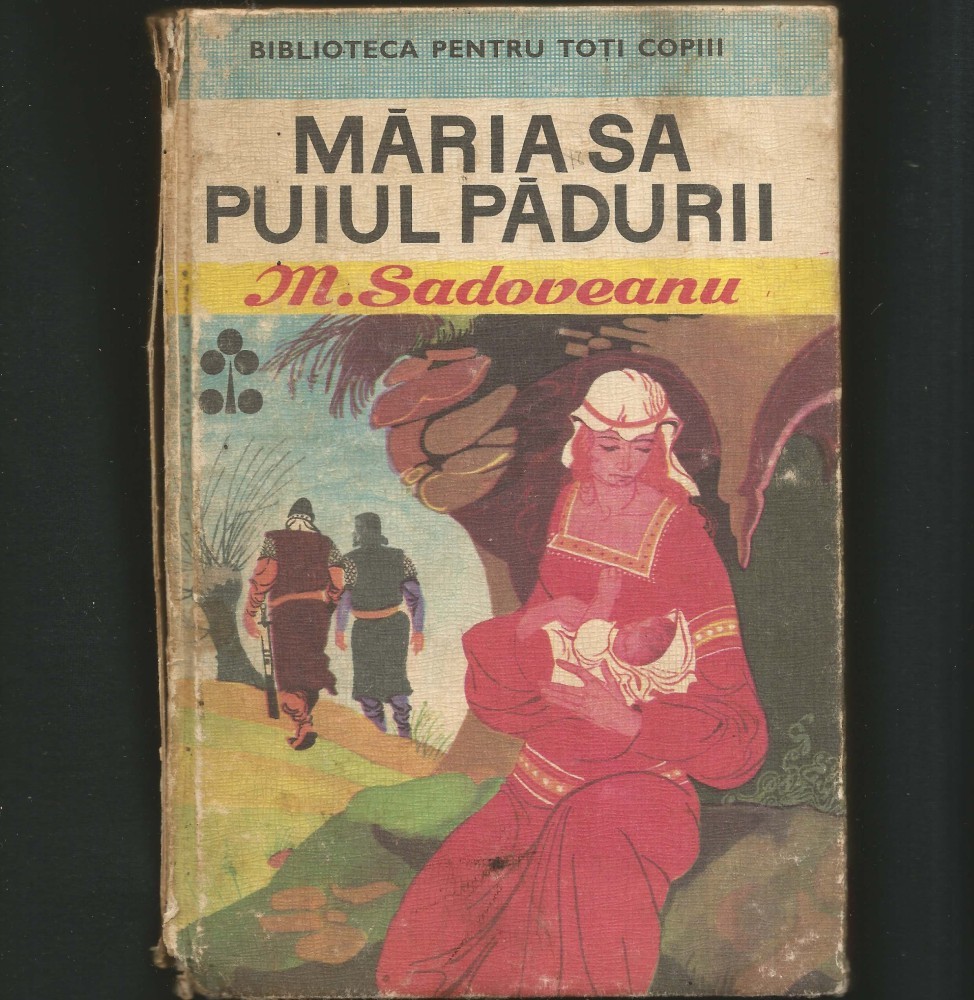 BIBLIOTECA PENTRU TOȚI COPIII
MĂRIA SA
PUIUL PĂDURII
M. Sadoveanu